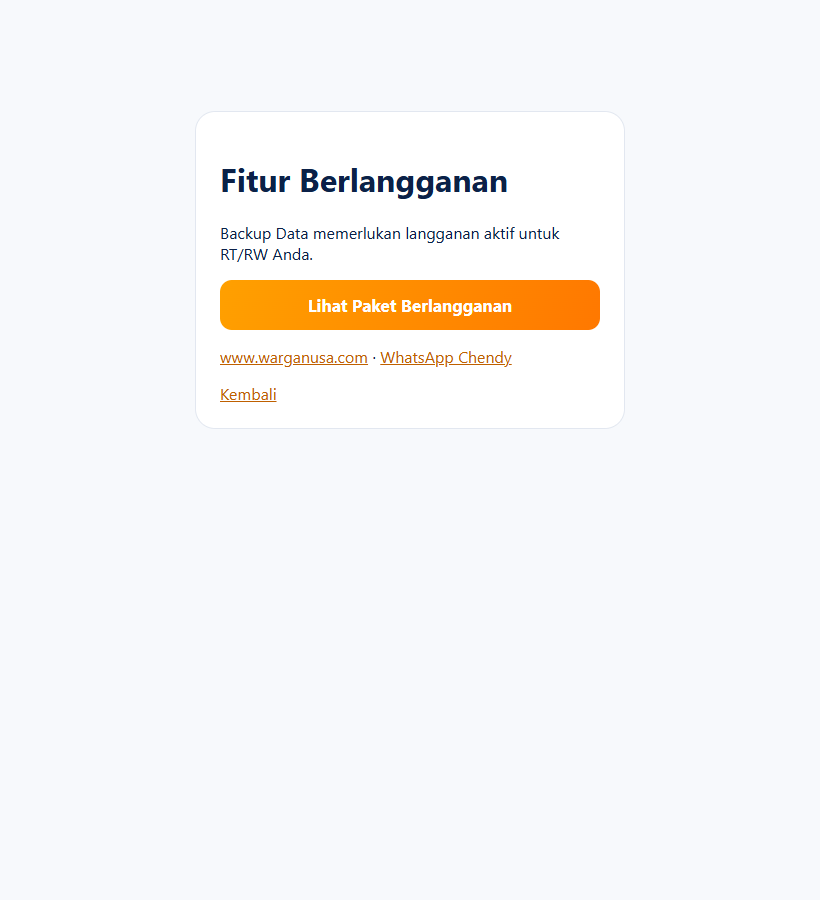 Fitur Berlangganan
Backup Data memerlukan langganan aktif untuk
RT/RW Anda.
Lihat Paket Berlangganan
www.warganusa.com · WhatsApp Chendy
Kembali